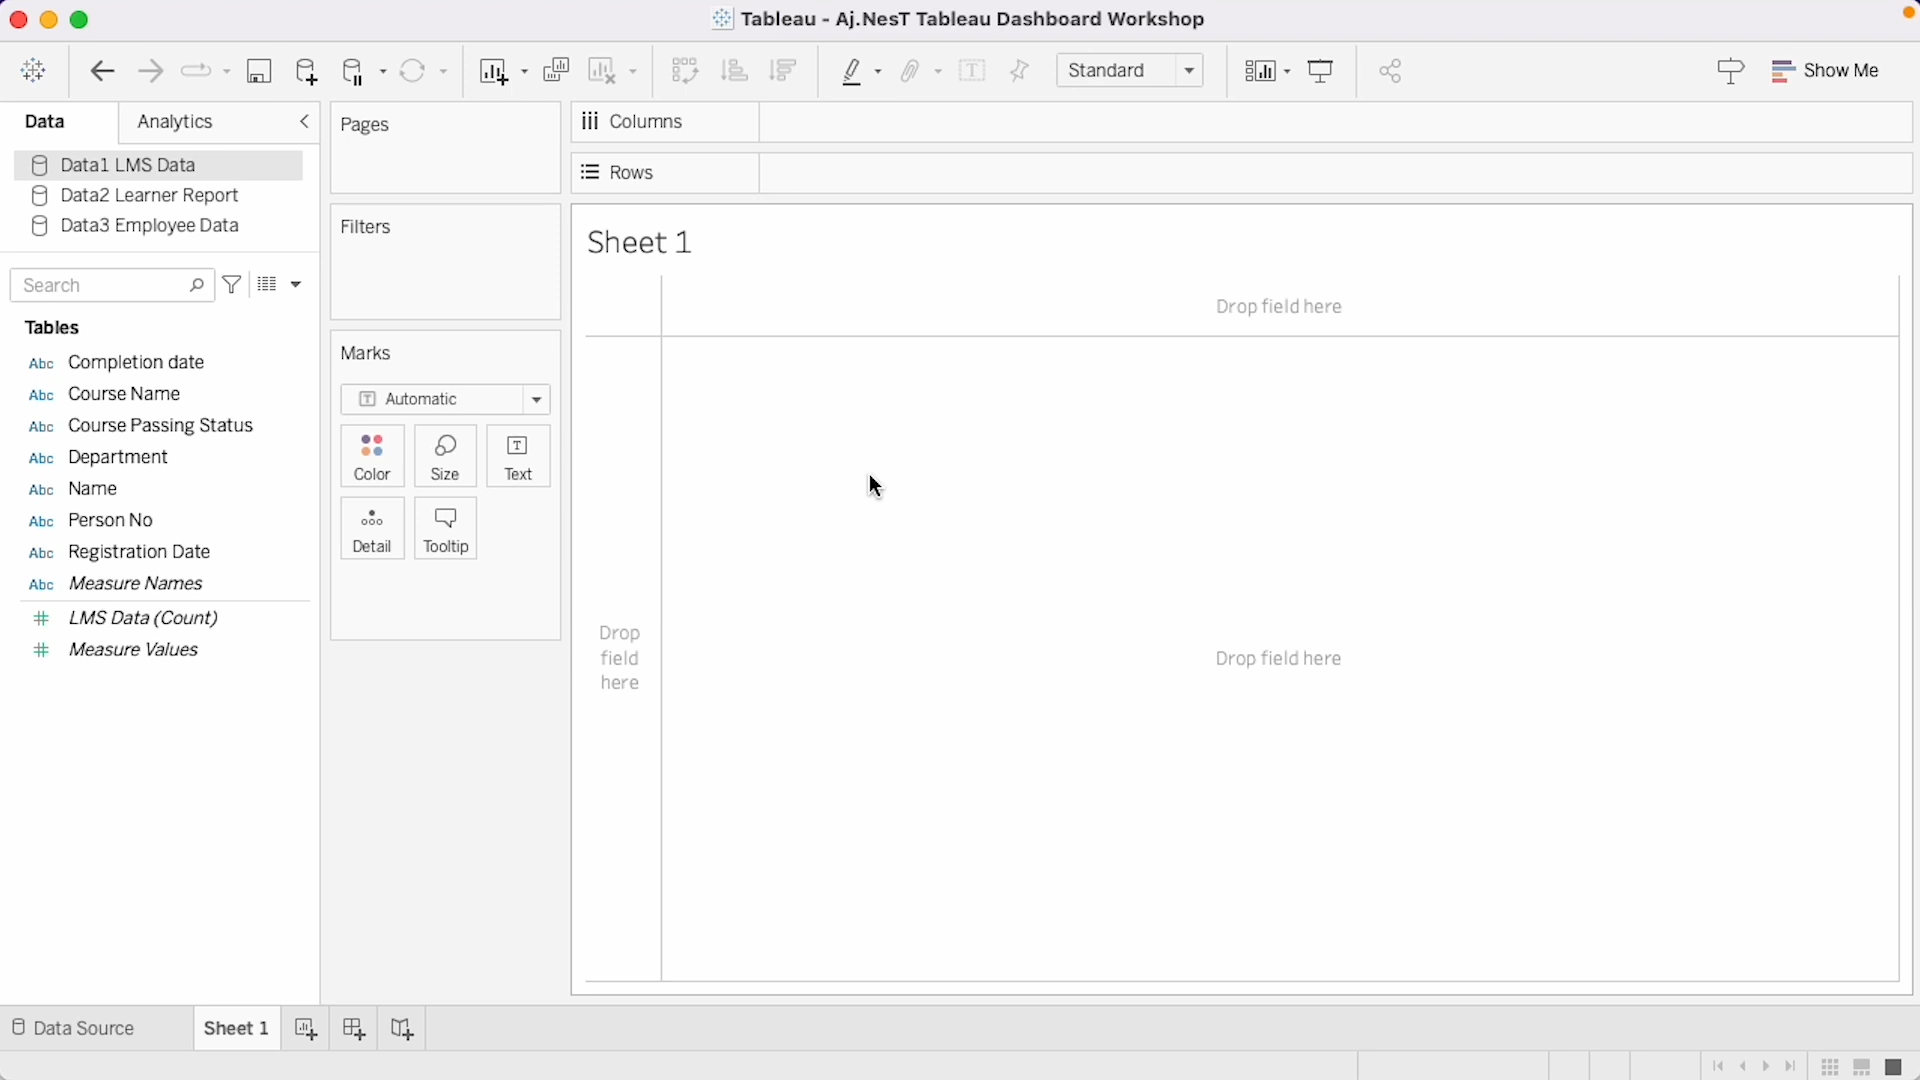 Tableau - Aj.NesT Tableau Dashboard Workshop
Standard
Show Me
Data
Analytics
Data1 LMS Data
Data2 Learner Report
Data3 Employee Data
Search
Tables
Abc Completion date
Abc Course Name
Abc Course Passing Status
Abc Department
Abc Name
Abc Person No
Abc Registration Date
Abc Measure Names
# LMS Data (Count)
# Measure Values
Pages
Filters
Marks
Automatic
Color
Size
Text
Detail
Tooltip
Columns
Rows
Sheet 1
Drop field here
Drop
field
here
Drop field here
Data Source
Sheet 1